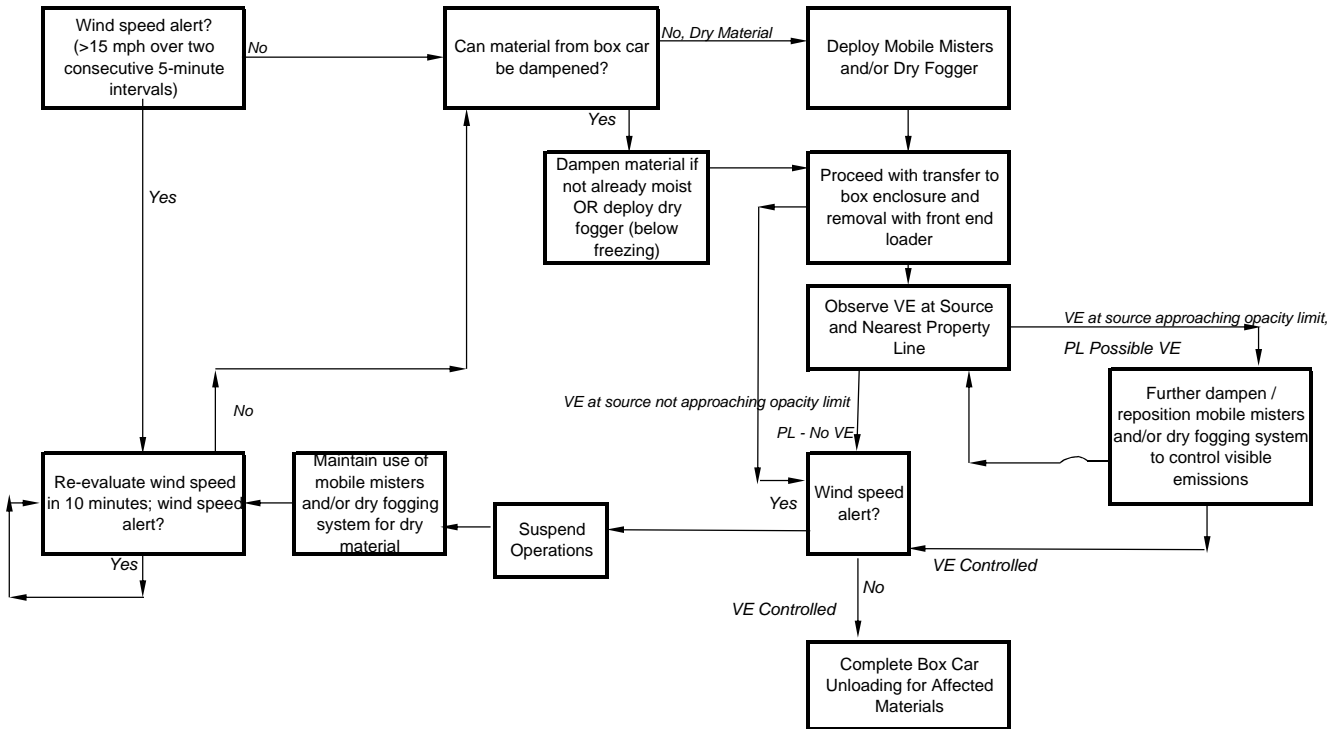 Wind speed alert?
(>15 mph over two
consecutive 5-minute
intervals)
No
Can material from box car
be dampened?
No, Dry Material
Deploy Mobile Misters
and/or Dry Fogger
Yes
Yes
Dampen material if
not already moist
OR deploy dry
fogger (below
freezing)
Proceed with transfer to
box enclosure and
removal with front end
loader
Observe VE at Source
and Nearest Property
Line
VE at source approaching opacity limit,
PL Possible VE
Further dampen /
reposition mobile misters
and/or dry fogging system
to control visible
emissions
No
VE at source not approaching opacity limit
PL - No VE
Re-evaluate wind speed
in 10 minutes; wind speed
alert?
Yes
Maintain use of
mobile misters
and/or dry fogging
system for dry
material
Suspend
Operations
Yes
Wind speed
alert?
VE Controlled
No
VE Controlled
Complete Box Car
Unloading for Affected
Materials